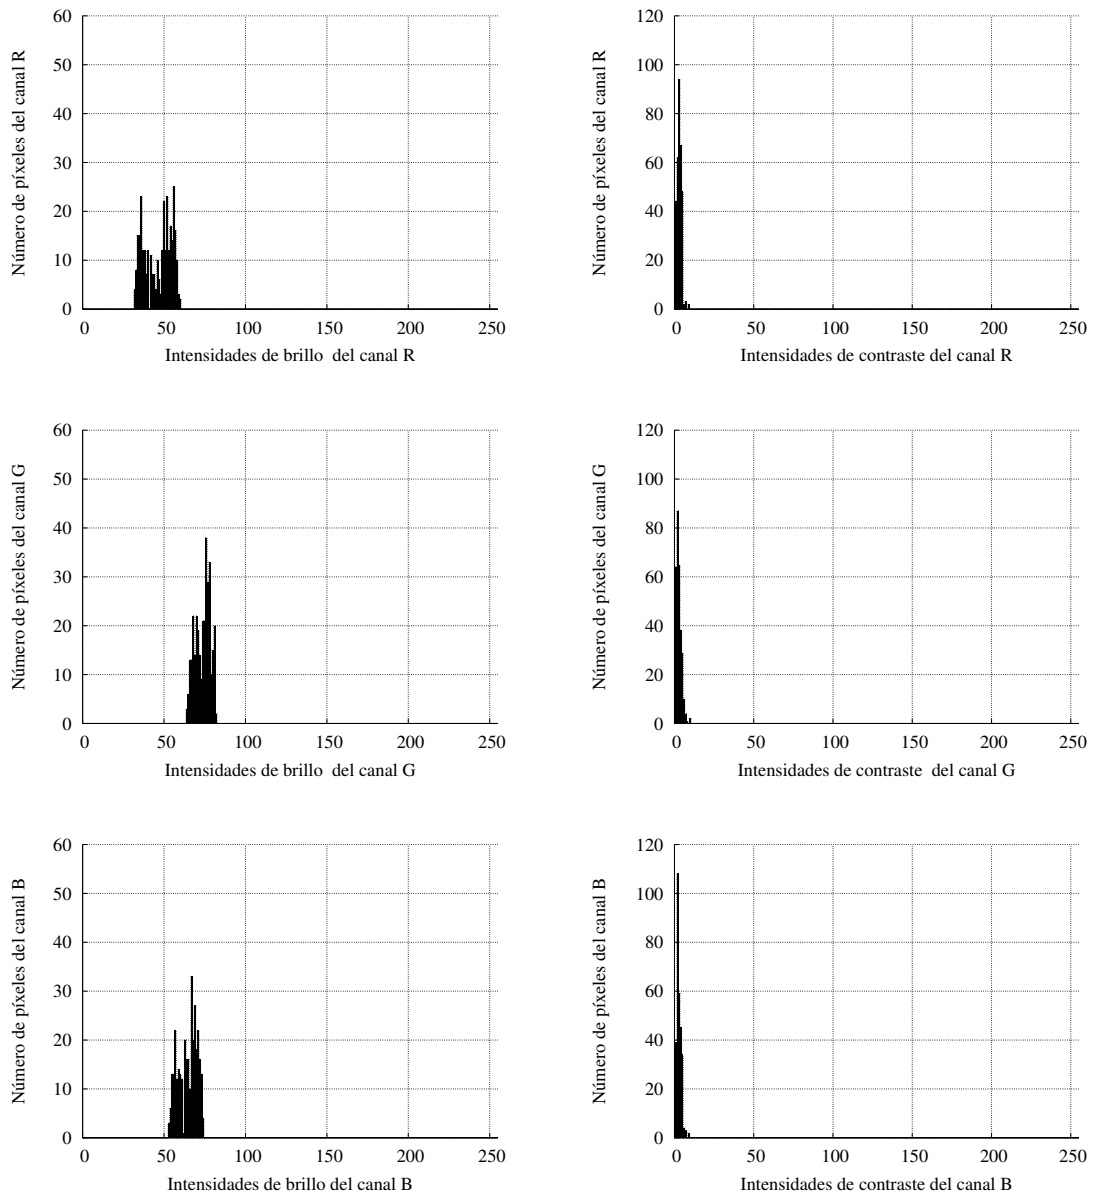 60
50
40
30
20
10
0
0 50 100 150 200 250
Número de píxeles del canal R
Intensidades de brillo del canal R
120
100
80
60
40
20
0
0 50 100 150 200 250
Número de píxeles del canal R
Intensidades de contraste del canal R
60
50
40
30
20
10
0
0 50 100 150 200 250
Número de píxeles del canal G
Intensidades de brillo del canal G
120
100
80
60
40
20
0
0 50 100 150 200 250
Número de píxeles del canal G
Intensidades de contraste del canal G
60
50
40
30
20
10
0
0 50 100 150 200 250
Número de píxeles del canal B
Intensidades de brillo del canal B
120
100
80
60
40
20
0
0 50 100 150 200 250
Número de píxeles del canal B
Intensidades de contraste del canal B